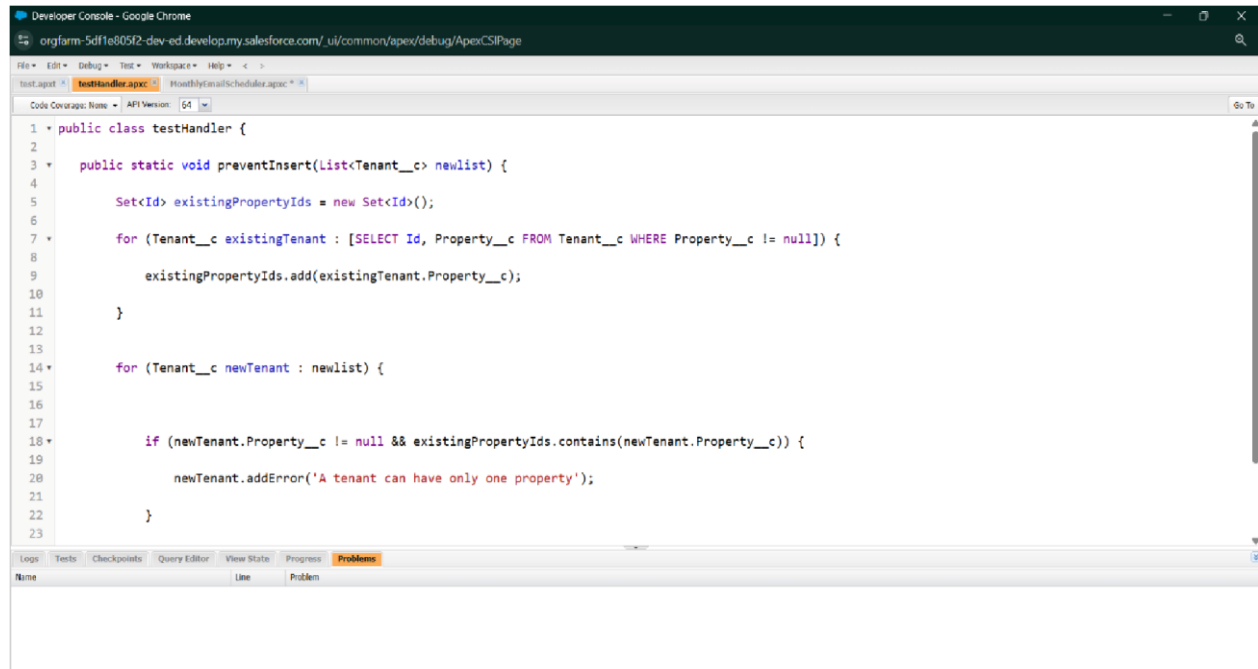 Developer Console - Google Chrome
orgfarm-5df1e805f2-dev-ed.develop.my.salesforce.com/_ui/common/apex/debug/ApexCSIPage
File Edit Debug Test Workspace Help < >
test.apxt testHandler.apxc MonthlyEmailScheduler.apxc *
Code Coverage: None API Version: 64 Go To
1 public class testHandler {
2
3 public static void preventInsert(List<Tenant__c> newlist) {
4
5 Set<Id> existingPropertyIds = new Set<Id>();
6
7 for (Tenant__c existingTenant : [SELECT Id, Property__c FROM Tenant__c WHERE Property__c != null]) {
8
9 existingPropertyIds.add(existingTenant.Property__c);
10
11 }
12
13
14 for (Tenant__c newTenant : newlist) {
15
16
17
18 if (newTenant.Property__c != null && existingPropertyIds.contains(newTenant.Property__c)) {
19
20 newTenant.addError('A tenant can have only one property');
21
22 }
23
Logs Tests Checkpoints Query Editor View State Progress Problems
Name Line Problem